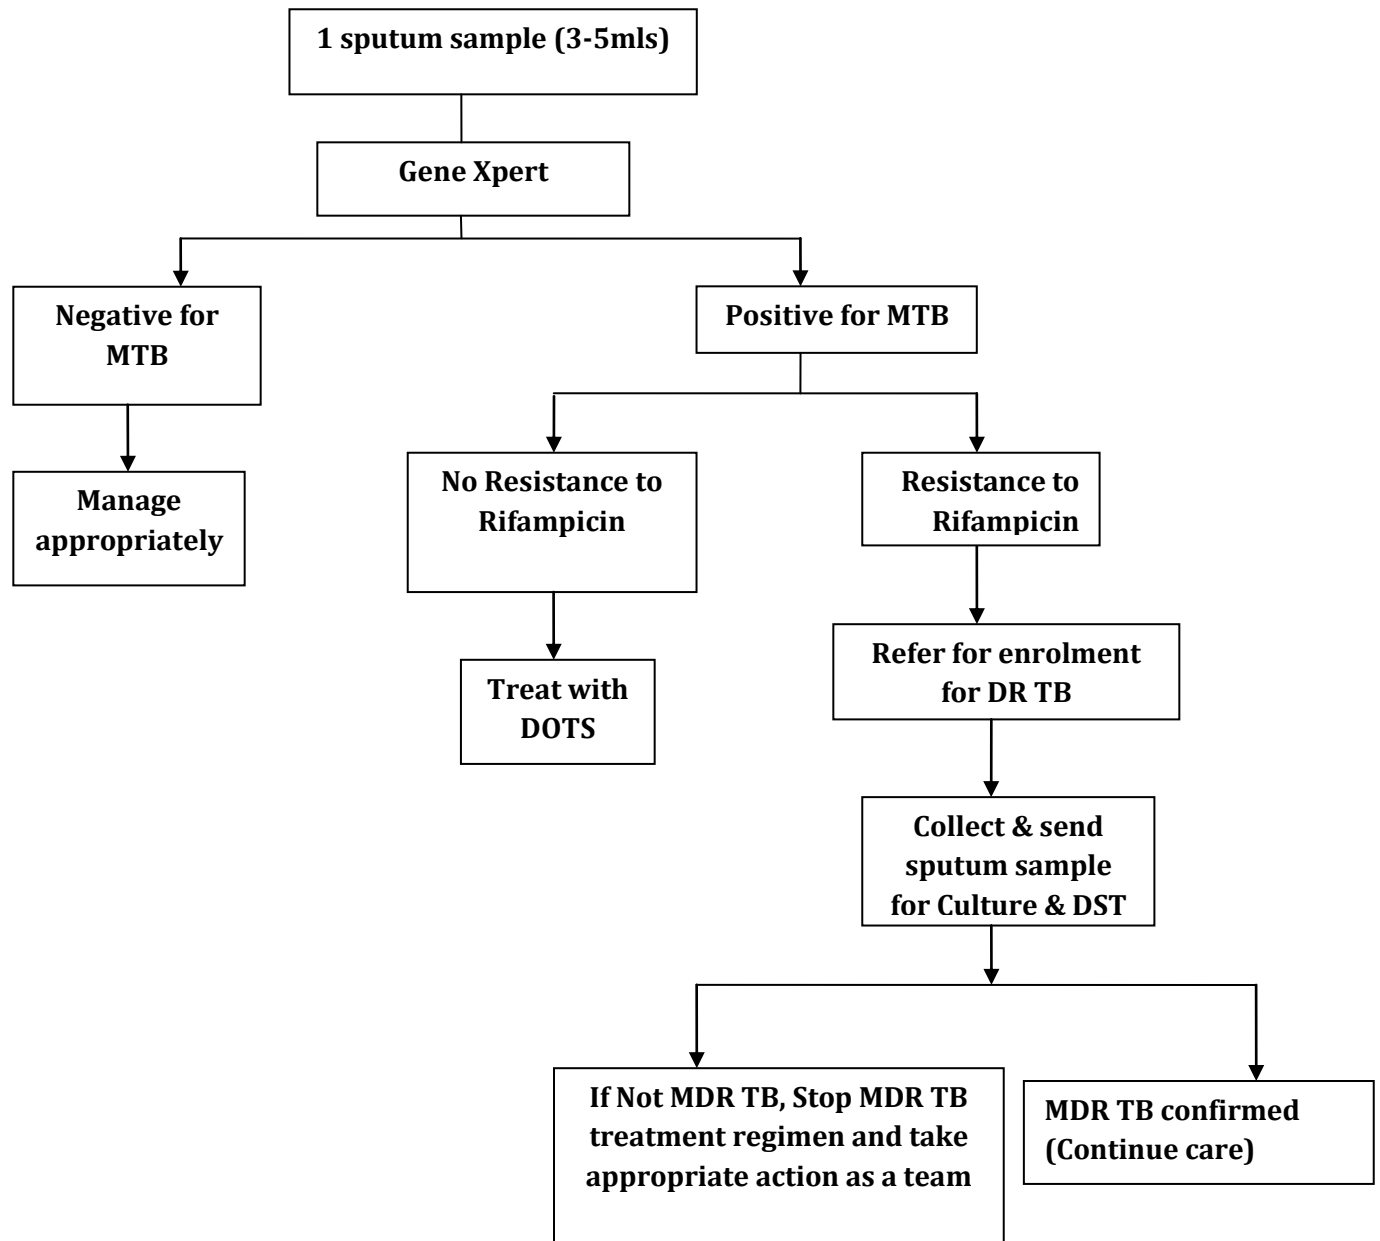 1 sputum sample (3-5mls)
Gene Xpert
Negative for
MTB
Positive for MTB
Manage
appropriately
No Resistance to
Rifampicin
Resistance to
Rifampicin
Treat with
DOTS
Refer for enrolment
for DR TB
Collect & send
sputum sample
for Culture & DST
If Not MDR TB, Stop MDR TB
treatment regimen and take
appropriate action as a team
MDR TB confirmed
(Continue care)